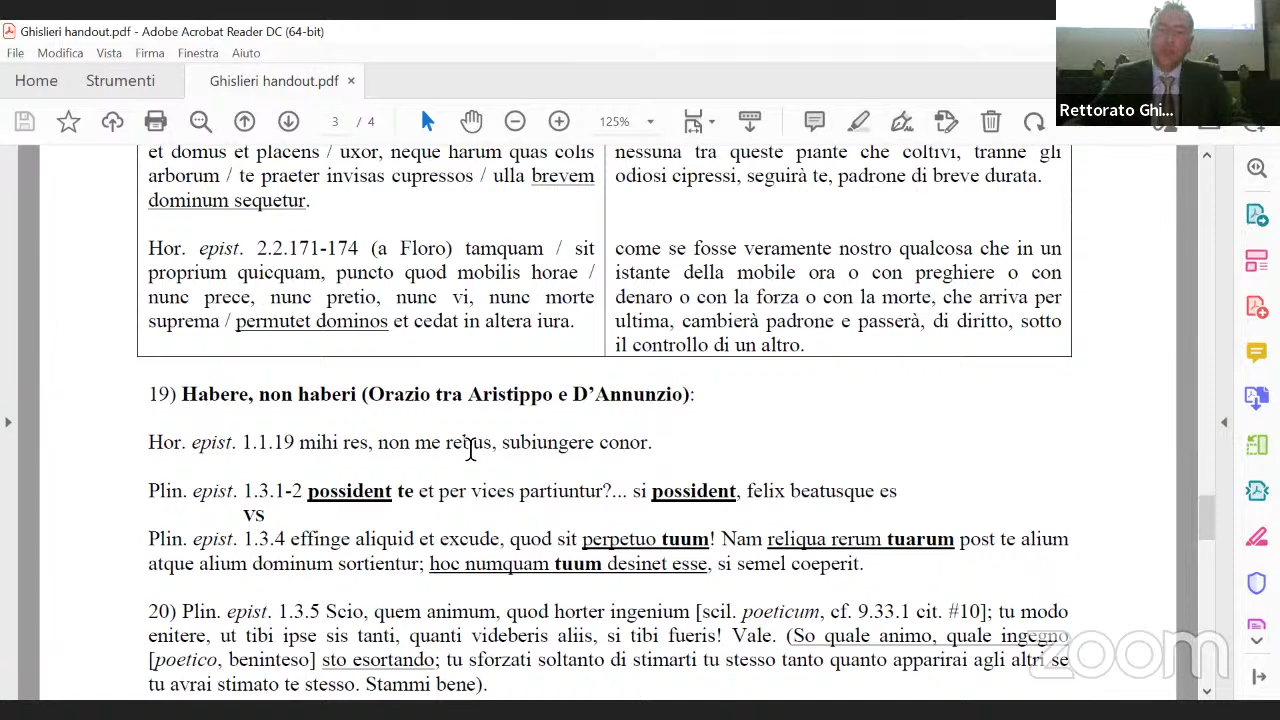 Ghislieri handout.pdf - Adobe Acrobat Reader DC (64-bit)
File Modifica Vista Firma Finestra Aiuto
Home Strumenti Ghislieri handout.pdf ×
3 / 4 125%
Rettorato Ghi...
et domus et placens / uxor, neque harum quas colis
arborum / te praeter invisas cupressos / ulla brevem
dominum sequetur.
nessuna tra queste piante che coltivi, tranne gli
odiosi cipressi, seguirà te, padrone di breve durata.
Hor. epist. 2.2.171-174 (a Floro) tamquam / sit
proprium quicquam, puncto quod mobilis horae /
nunc prece, nunc pretio, nunc vi, nunc morte
suprema / permutet dominos et cedat in altera iura.
come se fosse veramente nostro qualcosa che in un
istante della mobile ora o con preghiere o con
denaro o con la forza o con la morte, che arriva per
ultima, cambierà padrone e passerà, di diritto, sotto
il controllo di un altro.
19) Habere, non haberi (Orazio tra Aristippo e D'Annunzio):
Hor. epist. 1.1.19 mihi res, non me rebus, subiungere conor.
Plin. epist. 1.3.1-2 possident te et per vices partiuntur?... si possident, felix beatusque es
VS
Plin. epist. 1.3.4 effinge aliquid et excude, quod sit perpetuo tuum! Nam reliqua rerum tuarum post te alium
atque alium dominum sortientur; hoc numquam tuum desinet esse, si semel coeperit.
20) Plin. epist. 1.3.5 Scio, quem animum, quod horter ingenium [scil. poeticum, cf. 9.33.1 cit. #10]; tu modo
enitere, ut tibi ipse sis tanti, quanti videberis aliis, si tibi fueris! Vale. (So quale animo, quale ingegno
[poetico, beninteso] sto esortando; tu sforzati soltanto di stimarti tu stesso tanto quanto apparirai agli altri se
tu avrai stimato te stesso. Stammi bene).
zoom